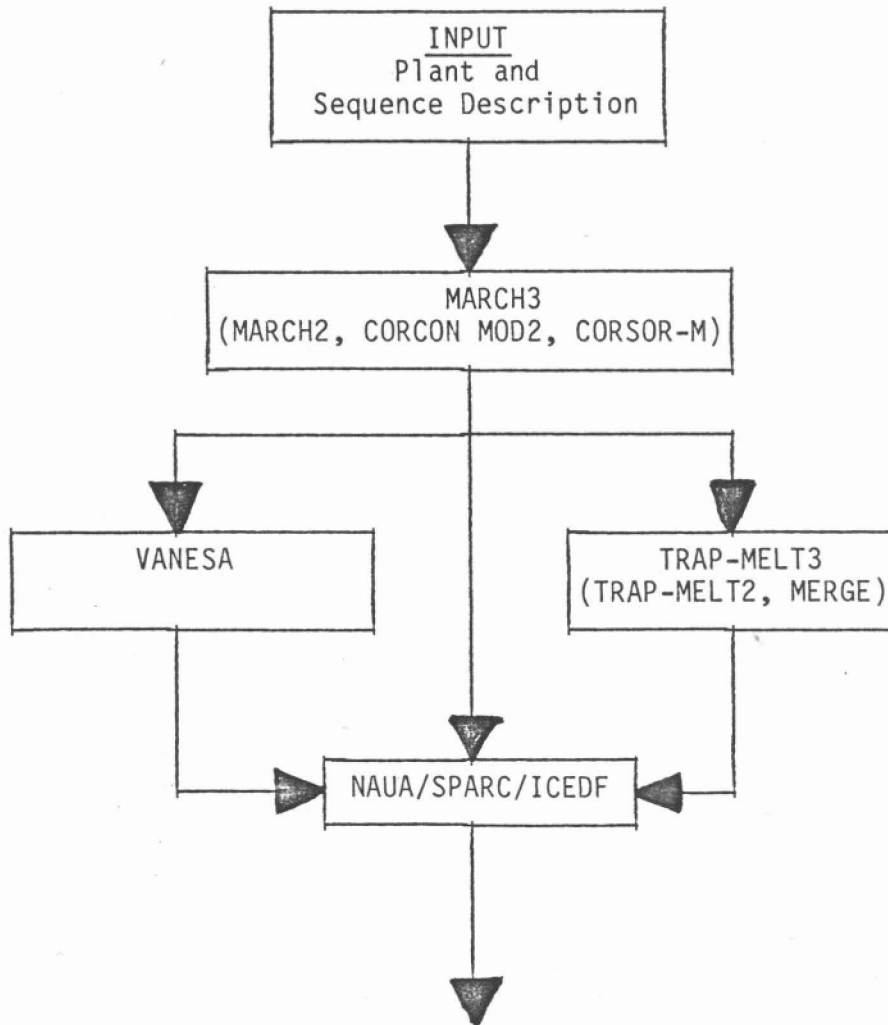 INPUT
Plant and
Sequence Description
MARCH3
(MARCH2, CORCON MOD2, CORSOR-M)
VANESA
TRAP-MELT3
(TRAP-MELT2, MERGE)
NAUA/SPARC/ICEDF